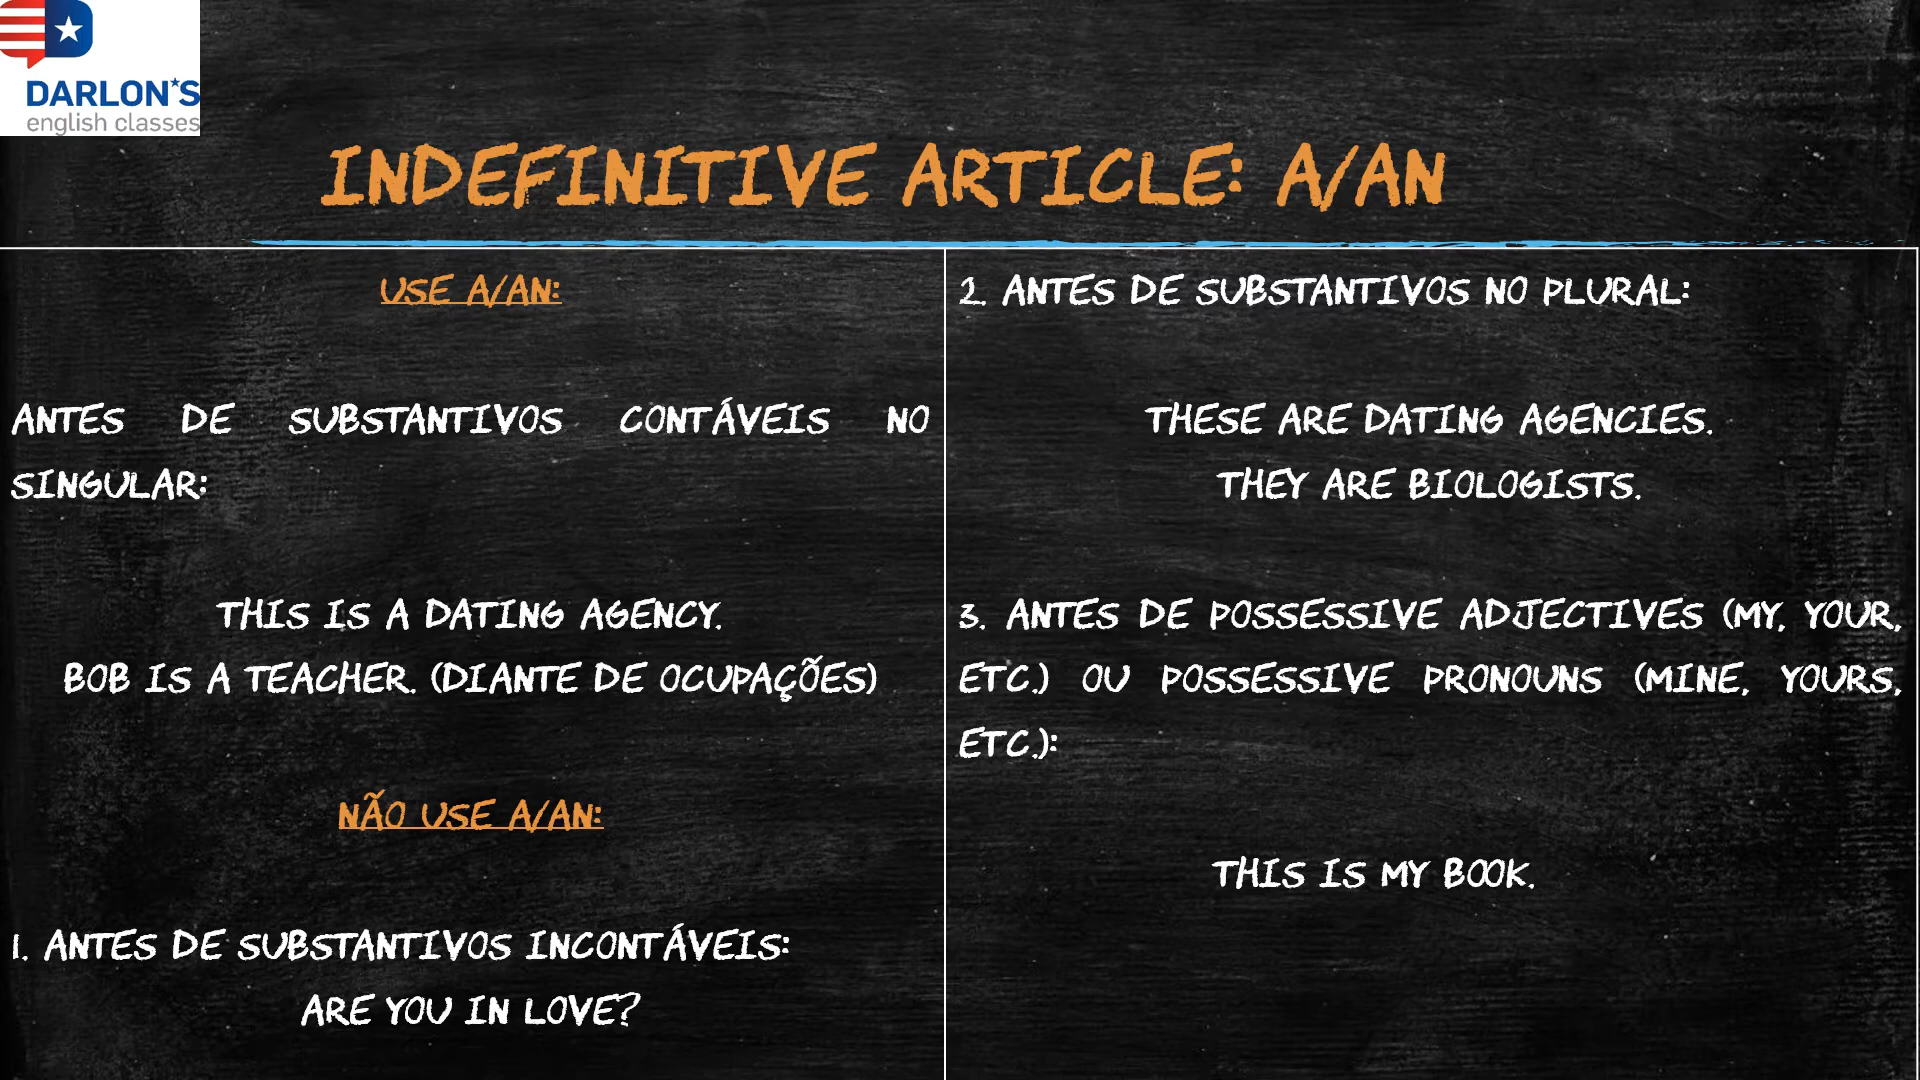 DARLON'S
english classes
INDEFINITIVE ARTICLE: A/AN
USE A/AN:
ANTES DE SUBSTANTIVOS CONTÁVEIS NO
SINGULAR:
THIS IS A DATING AGENCY.
BOB IS A TEACHER. (DIANTE DE OCUPAÇÕES)
NÃO USE A/AN:
1. ANTES DE SUBSTANTIVOS INCONTÁVEIS:
ARE YOU IN LOVE?
2. ANTES DE SUBSTANTIVOS NO PLURAL:
THESE ARE DATING AGENCIES.
THEY ARE BIOLOGISTS.
3. ANTES DE POSSESSIVE ADJECTIVES (MY, YOUR,
ETC.) OU POSSESSIVE PRONOUNS (MINE, YOURS,
ETC.):
THIS IS MY BOOK.